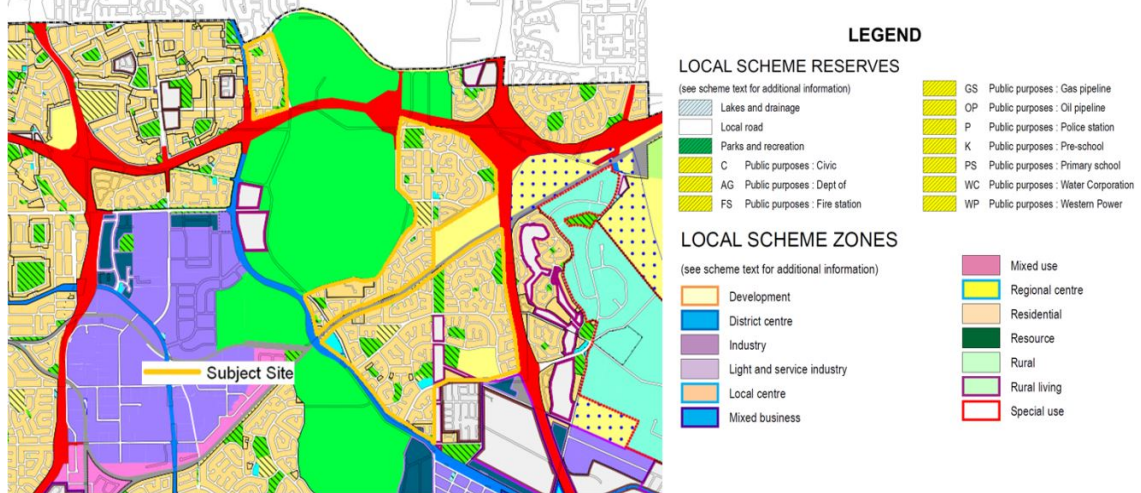 Subject Site
LEGEND
LOCAL SCHEME RESERVES
(see scheme text for additional information)
Lakes and drainage
Local road
Parks and recreation
C Public purposes : Civic
AG Public purposes : Dept of
FS Public purposes : Fire station
GS Public purposes : Gas pipeline
OP Public purposes : Oil pipeline
P Public purposes : Police station
K Public purposes : Pre-school
PS Public purposes : Primary school
WC Public purposes : Water Corporation
WP Public purposes : Western Power
LOCAL SCHEME ZONES
(see scheme text for additional information)
Development
District centre
Industry
Light and service industry
Local centre
Mixed business
Mixed use
Regional centre
Residential
Resource
Rural
Rural living
Special use